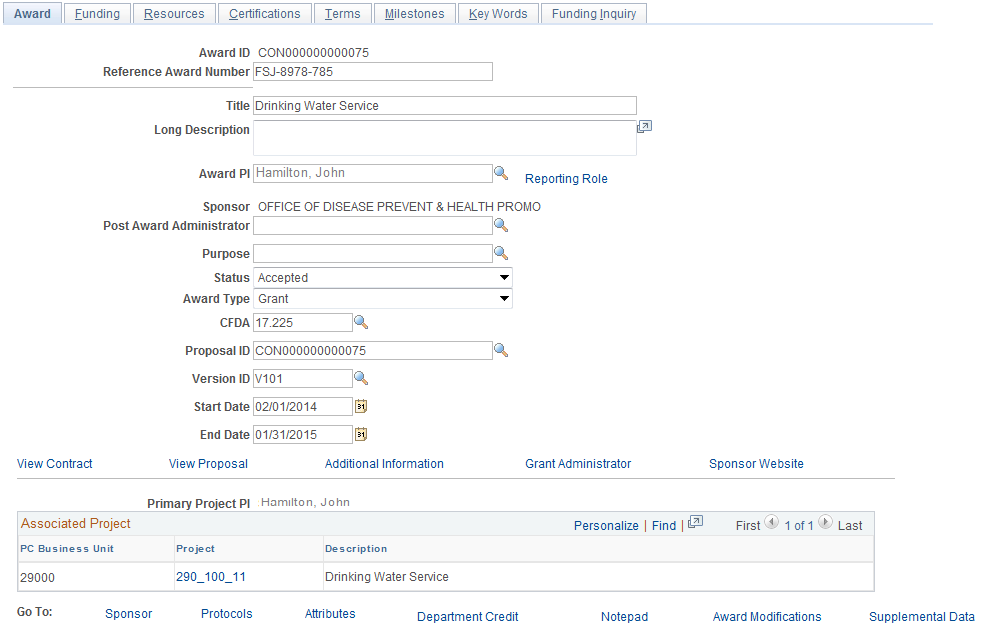 Award Funding Resources Certifications Terms Milestones Key Words Funding Inquiry
Award ID CON000000000075
Reference Award Number FSJ-8978-785
Title Drinking Water Service
Long Description
Award PI Hamilton, John Reporting Role
Sponsor OFFICE OF DISEASE PREVENT & HEALTH PROMO
Post Award Administrator
Purpose
Status Accepted
Award Type Grant
CFDA 17.225
Proposal ID CON000000000075
Version ID V101
Start Date 02/01/2014 31
End Date 01/31/2015 31
View Contract View Proposal Additional Information Grant Administrator Sponsor Website
Primary Project PI Hamilton, John
Associated Project Personalize | Find | First 1 of 1 Last
PC Business Unit Project Description
29000 290_100_11 Drinking Water Service
Go To: Sponsor Protocols Attributes Department Credit Notepad Award Modifications Supplemental Data